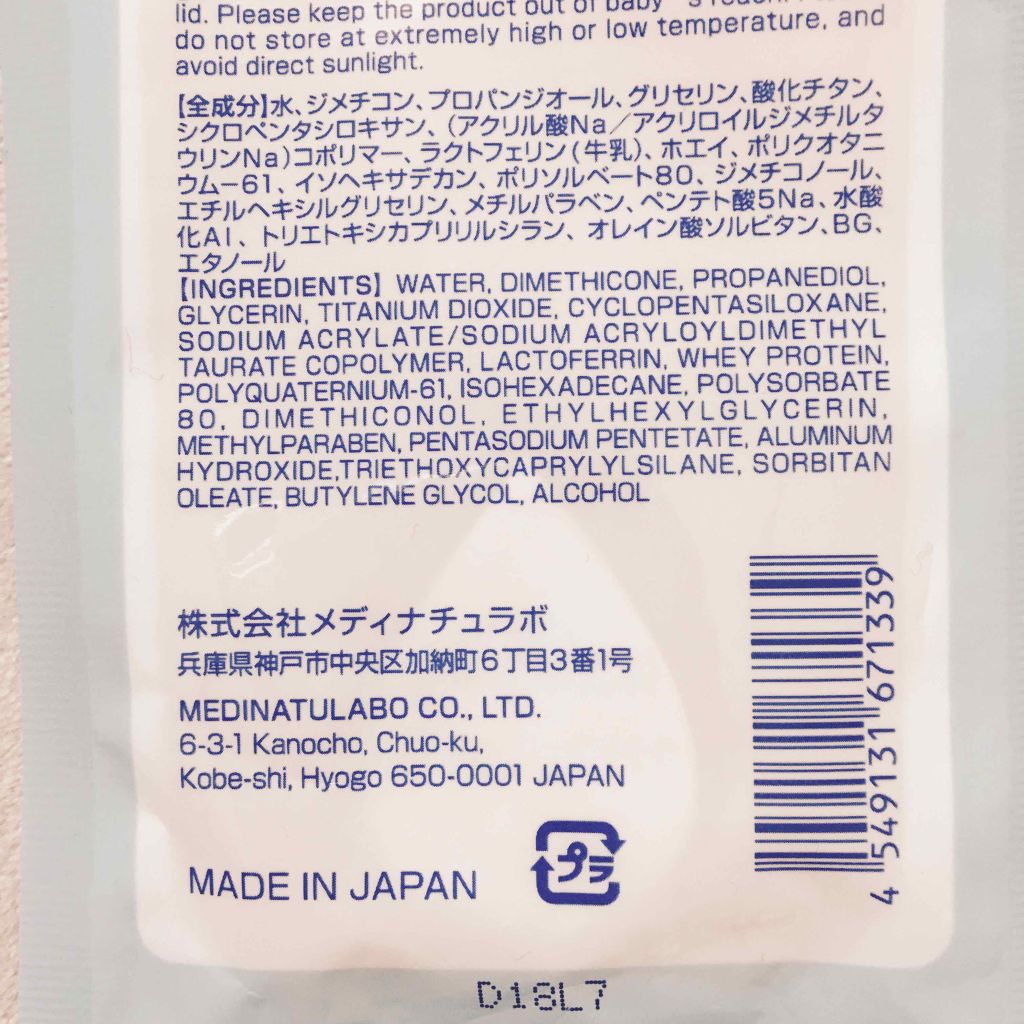 lid. Please keep the product out of baby's
do not store at extremely high or low temperature, and
avoid direct sunlight.
【全成分】水、ジメチコン、プロパンジオール、グリセリン、酸化チタン、
シクロペンタシロキサン、(アクリル酸Na/アクリロイルジメチルタ
ウリンNa)コポリマー、ラクトフェリン(牛乳)、ホエイ、ポリクオタニ
ウム-61、イソヘキサデカン、ポリソルベート80、ジメチコノール、
エチルヘキシルグリセリン、メチルパラベン、ペンテト酸5Na、水酸
化Al、トリエトキシカプリリルシラン、オレイン酸ソルビタン、BG、
エタノール
【INGREDIENTS】WATER, DIMETHICONE, PROPANEDIOL,
GLYCERIN, TITANIUM DIOXIDE, CYCLOPENTASILOXANE,
SODIUM ACRYLATE/SODIUM ACRYLOYLDIMETHYL
TAURATE COPOLYMER, LACTOFERRIN, WHEY PROTEIN,
POLYQUATERNIUM-61, ISOHEXADECANE, POLYSORBATE
80, DIMETHICONOL, ETHYLHEXYLGLYCERIN,
METHYLPARABEN, PENTASODIUM PENTETATE, ALUMINUM
HYDROXIDE,TRIETHOXYCAPRYLYLSILANE, SORBITAN
OLEATE, BUTYLENE GLYCOL, ALCOHOL
株式会社メディナチュラボ
兵庫県神戸市中央区加納町6丁目3番1号
MEDINATULABO CO., LTD.
6-3-1 Kanocho, Chuo-ku,
Kobe-shi, Hyogo 650-0001 JAPAN
MADE IN JAPAN
プラ
4 549131 671339
D18L7